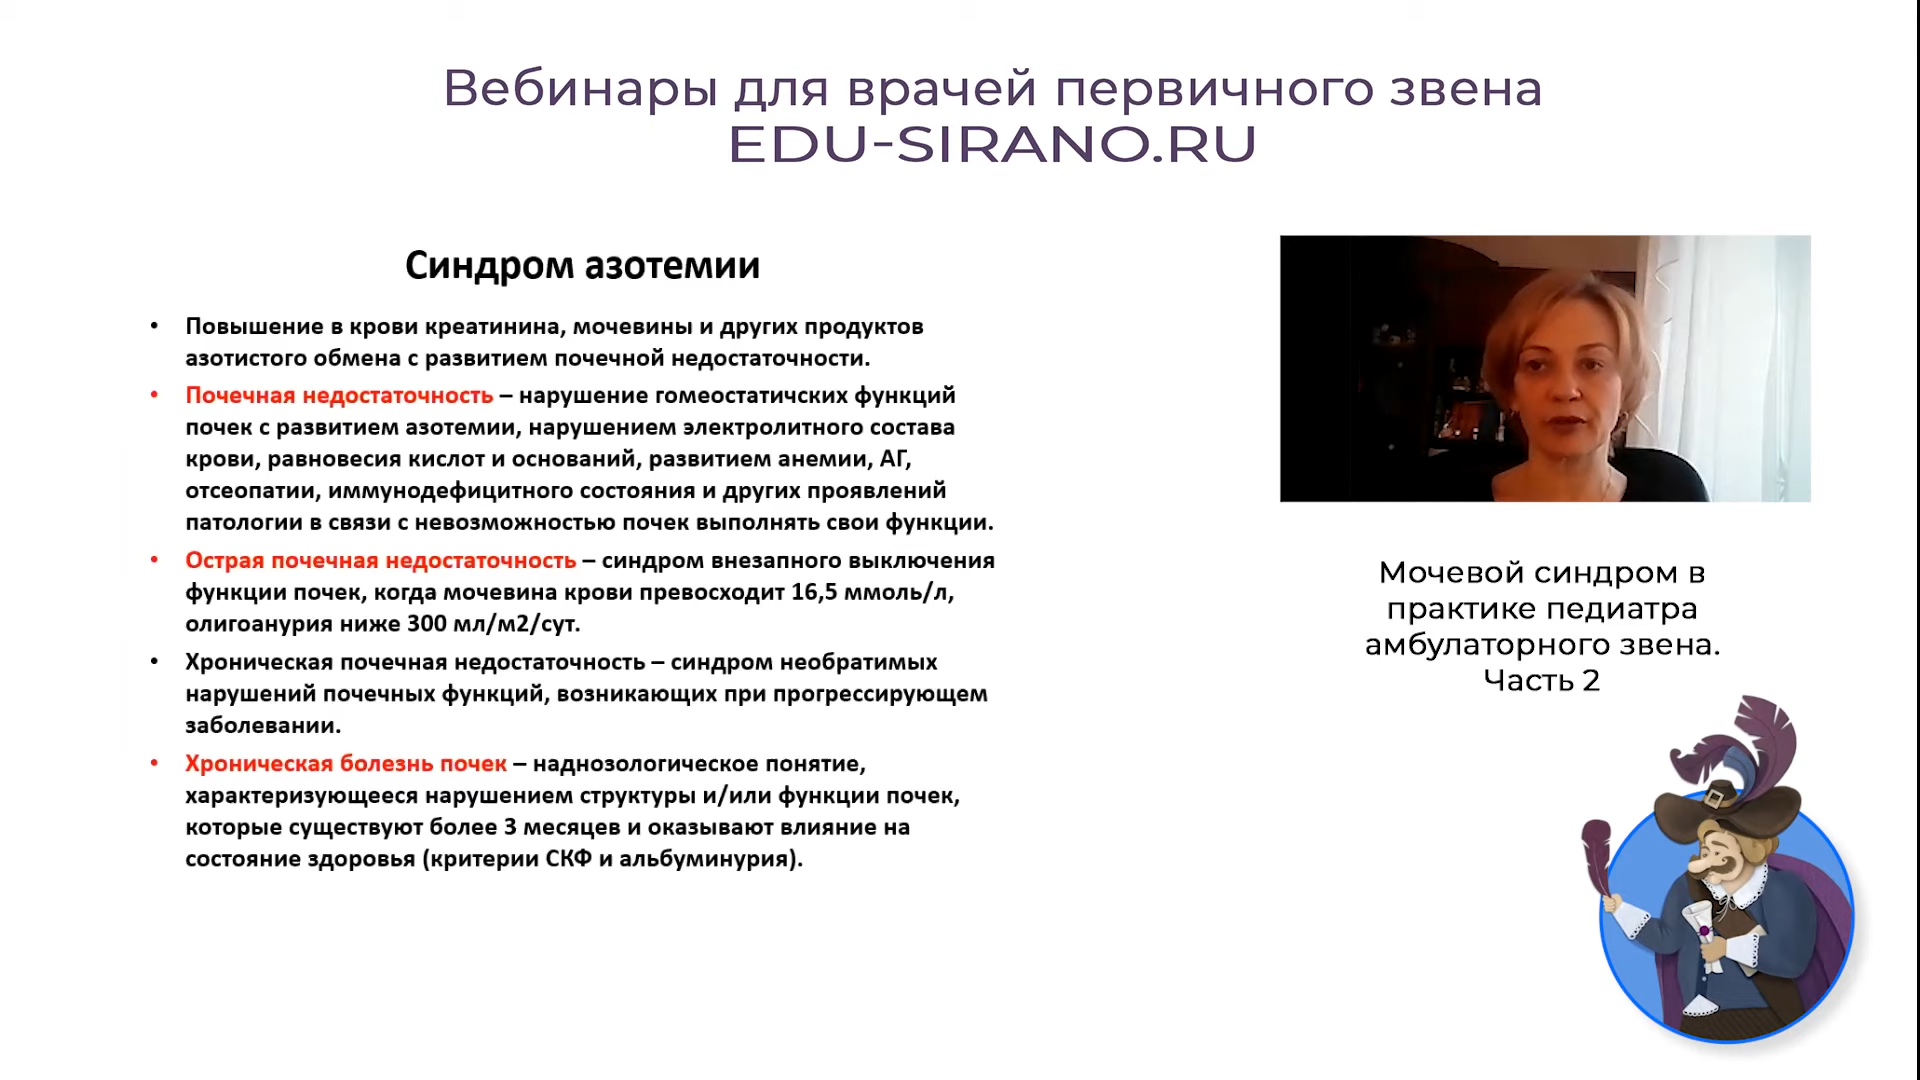 Вебинары для врачей первичного звена
EDU-SIRANO.RU
Синдром азотемии
• Повышение в крови креатинина, мочевины и других продуктов
азотистого обмена с развитием почечной недостаточности.
• Почечная недостаточность – нарушение гомеостатичских функций
почек с развитием азотемии, нарушением электролитного состава
крови, равновесия кислот и оснований, развитием анемии, АГ,
отсеопатии, иммунодефицитного состояния и других проявлений
патологии в связи с невозможностью почек выполнять свои функции.
• Острая почечная недостаточность – синдром внезапного выключения
функции почек, когда мочевина крови превосходит 16,5 ммоль/л,
олигоанурия ниже 300 мл/м2/сут.
• Хроническая почечная недостаточность – синдром необратимых
нарушений почечных функций, возникающих при прогрессирующем
заболевании.
• Хроническая болезнь почек – наднозологическое понятие,
характеризующееся нарушением структуры и/или функции почек,
которые существуют более 3 месяцев и оказывают влияние на
состояние здоровья (критерии СКФ и альбуминурия).
Мочевой синдром в
практике педиатра
амбулаторного звена.
Часть 2